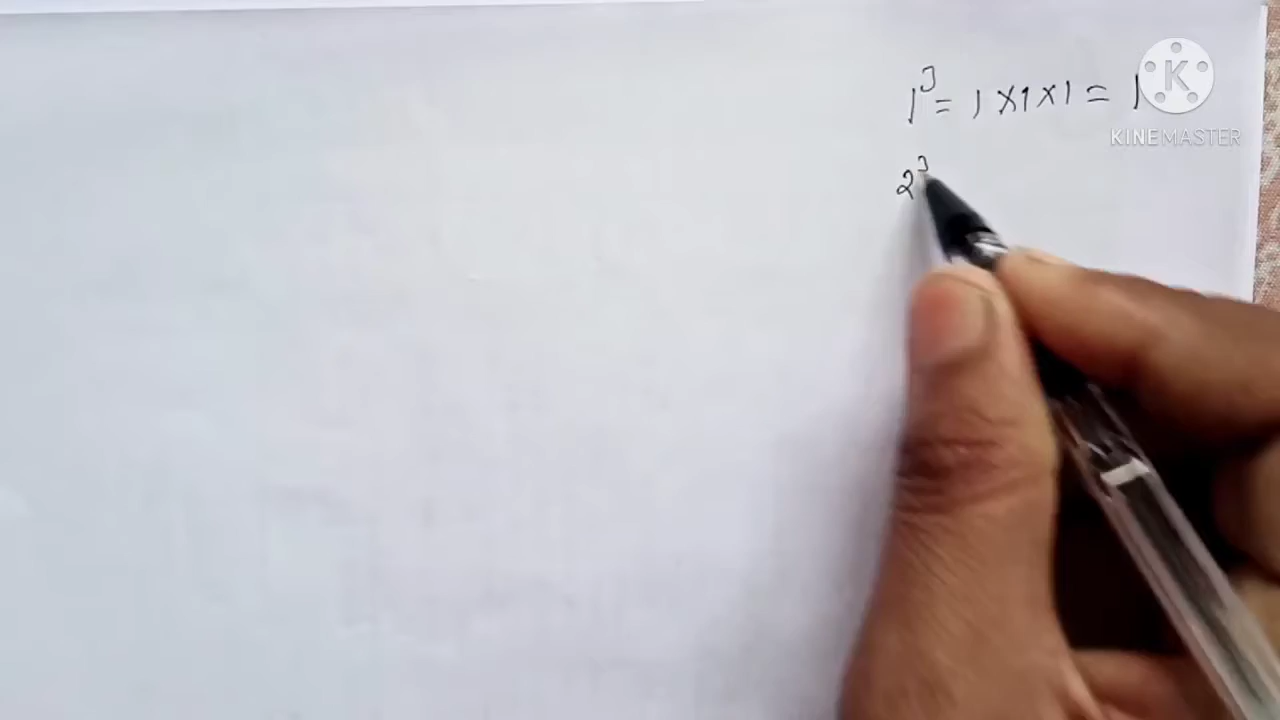 1³ = 1 X 1 X 1 = 1
2³
K
KINEMASTER